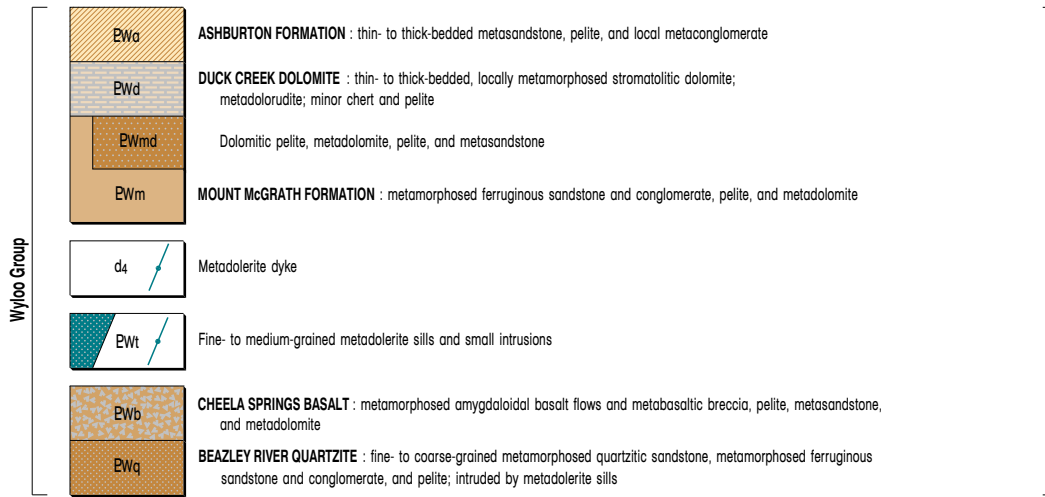 Wyloo Group
PWa
ASHBURTON FORMATION : thin- to thick-bedded metasandstone, pelite, and local metaconglomerate
PWd
DUCK CREEK DOLOMITE : thin- to thick-bedded, locally metamorphosed stromatolitic dolomite;
metadolorudite; minor chert and pelite
PWmd
Dolomitic pelite, metadolomite, pelite, and metasandstone
PWm
MOUNT McGRATH FORMATION : metamorphosed ferruginous sandstone and conglomerate, pelite, and metadolomite
d4
Metadolerite dyke
PWt
Fine- to medium-grained metadolerite sills and small intrusions
PWb
CHEELA SPRINGS BASALT : metamorphosed amygdaloidal basalt flows and metabasaltic breccia, pelite, metasandstone,
and metadolomite
PWq
BEAZLEY RIVER QUARTZITE : fine- to coarse-grained metamorphosed quartzitic sandstone, metamorphosed ferruginous
sandstone and conglomerate, and pelite; intruded by metadolerite sills